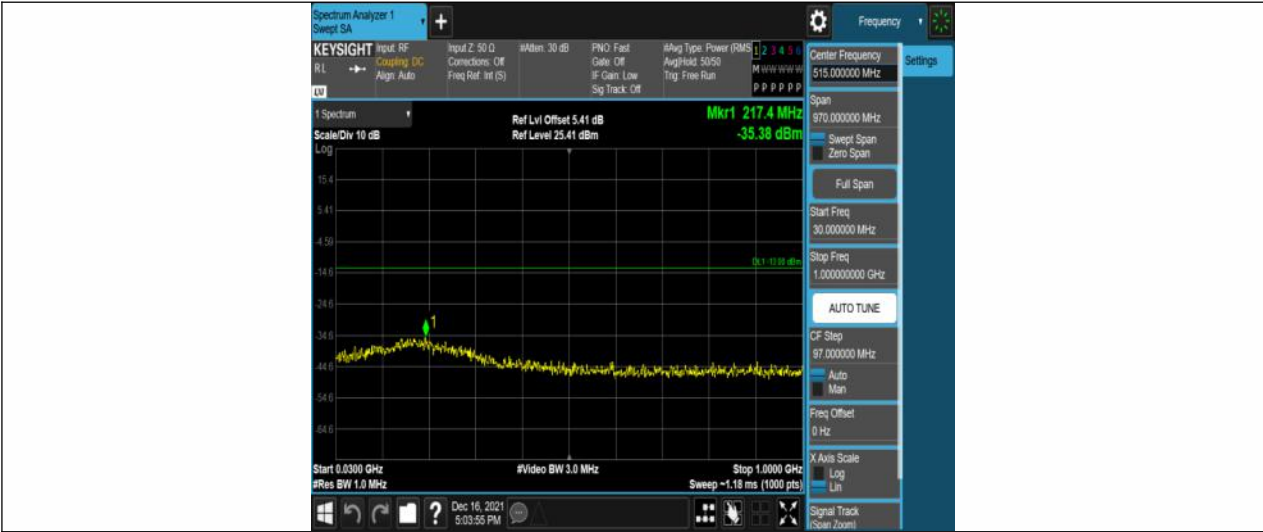 Spectrum Analyzer 1
Swept SA
+
Frequency
KEYSIGHT
Input: RF
Coupling: DC
Align: Auto
RL
LV
Input Z: 50 Ω
Corrections: Off
Freq Ref: Int (S)
#Atten: 30 dB
PNO: Fast
Gate: Off
IF Gain: Low
Sig Track: Off
#Avg Type: Power (RMS
Avg|Hold: 50/50
Trig: Free Run
1 2 3 4 5 6
M W W W W W
P P P P P P
1 Spectrum
Scale/Div 10 dB
Log
Ref Lvl Offset 5.41 dB
Ref Level 25.41 dBm
Mkr1 217.4 MHz
-35.38 dBm
15.4
5.41
-4.59
-14.6
-24.6
-34.6
-44.6
-54.6
-64.6
DL1 -13.00 dBm
1
Start 0.0300 GHz
#Res BW 1.0 MHz
#Video BW 3.0 MHz
Stop 1.0000 GHz
Sweep ~1.18 ms (1000 pts)
?
Dec 16, 2021
5:03:55 PM
Center Frequency
515.000000 MHz
Settings
Span
970.000000 MHz
Swept Span
Zero Span
Full Span
Start Freq
30.000000 MHz
Stop Freq
1.000000000 GHz
AUTO TUNE
CF Step
97.000000 MHz
Auto
Man
Freq Offset
0 Hz
X Axis Scale
Log
Lin
Signal Track
(Span Zoom)